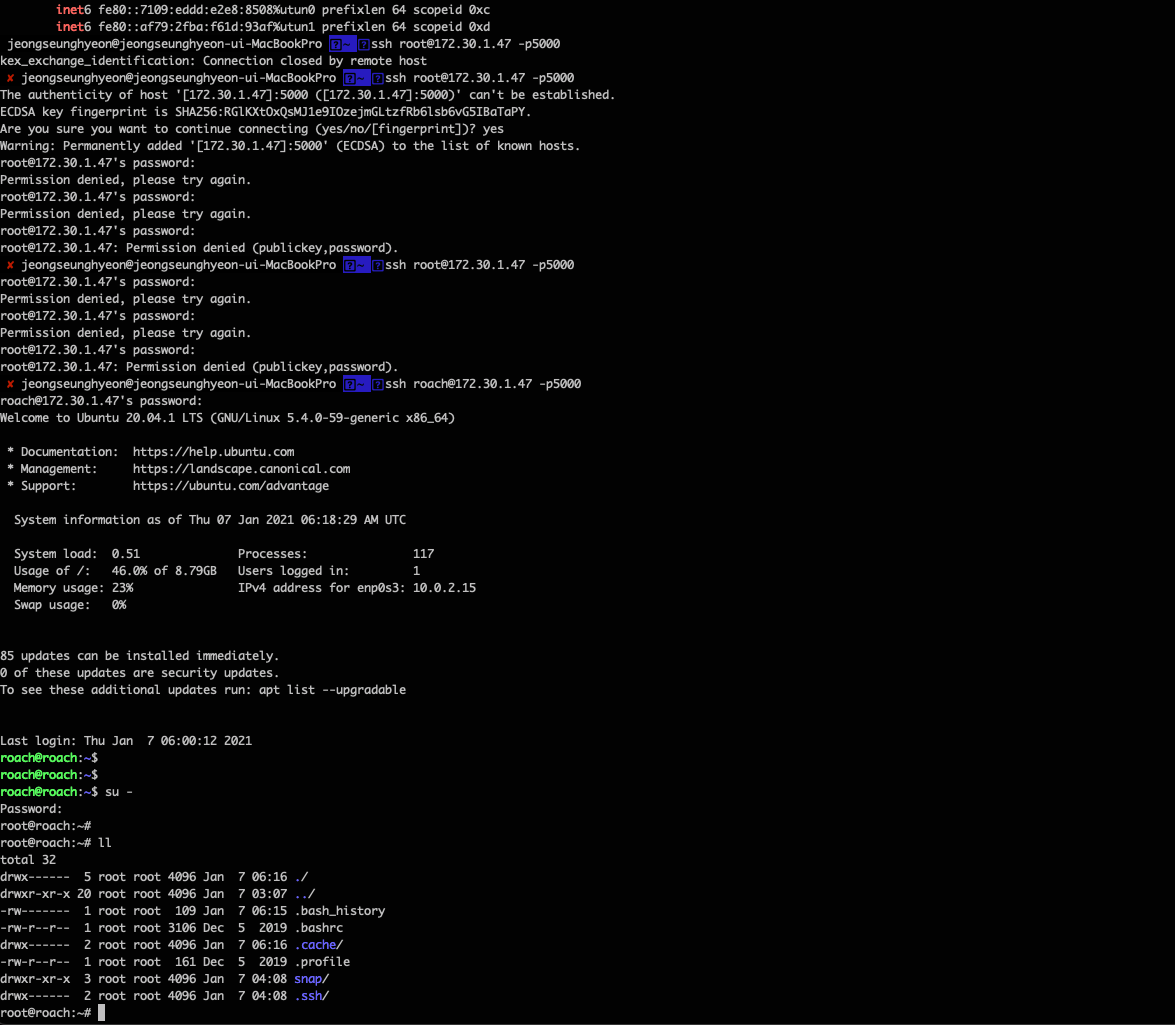 inet6 fe80::7109:eddd:e2e8:8508%utun0 prefixlen 64 scopeid 0xc
inet6 fe80::af79:2fba:f61d:93af%utun1 prefixlen 64 scopeid 0xd
jeongseunghyeon@jeongseunghyeon-ui-MacBookPro ?~ ?ssh root@172.30.1.47 -p5000
kex_exchange_identification: Connection closed by remote host
✘ jeongseunghyeon@jeongseunghyeon-ui-MacBookPro ?~ ?ssh root@172.30.1.47 -p5000
The authenticity of host '[172.30.1.47]:5000 ([172.30.1.47]:5000)' can't be established.
ECDSA key fingerprint is SHA256:RGlKXtOxQsMJ1e9IOzejmGLtzfRb6lsb6vG5IBaTaPY.
Are you sure you want to continue connecting (yes/no/[fingerprint])? yes
Warning: Permanently added '[172.30.1.47]:5000' (ECDSA) to the list of known hosts.
root@172.30.1.47's password:
Permission denied, please try again.
root@172.30.1.47's password:
Permission denied, please try again.
root@172.30.1.47's password:
root@172.30.1.47: Permission denied (publickey,password).
✘ jeongseunghyeon@jeongseunghyeon-ui-MacBookPro ?~ ?ssh root@172.30.1.47 -p5000
root@172.30.1.47's password:
Permission denied, please try again.
root@172.30.1.47's password:
Permission denied, please try again.
root@172.30.1.47's password:
root@172.30.1.47: Permission denied (publickey,password).
✘ jeongseunghyeon@jeongseunghyeon-ui-MacBookPro ?~ ?ssh roach@172.30.1.47 -p5000
roach@172.30.1.47's password:
Welcome to Ubuntu 20.04.1 LTS (GNU/Linux 5.4.0-59-generic x86_64)
* Documentation:  https://help.ubuntu.com
* Management:     https://landscape.canonical.com
* Support:        https://ubuntu.com/advantage
System information as of Thu 07 Jan 2021 06:18:29 AM UTC
System load:  0.51              Processes:               117
Usage of /:   46.0% of 8.79GB   Users logged in:         1
Memory usage: 23%               IPv4 address for enp0s3: 10.0.2.15
Swap usage:   0%
85 updates can be installed immediately.
0 of these updates are security updates.
To see these additional updates run: apt list --upgradable
Last login: Thu Jan  7 06:00:12 2021
roach@roach:~$
roach@roach:~$
roach@roach:~$ su -
Password:
root@roach:~#
root@roach:~# ll
total 32
drwx------  5 root root 4096 Jan  7 06:16 ./
drwxr-xr-x 20 root root 4096 Jan  7 03:07 ../
-rw-------  1 root root  109 Jan  7 06:15 .bash_history
-rw-r--r--  1 root root 3106 Dec  5  2019 .bashrc
drwx------  2 root root 4096 Jan  7 06:16 .cache/
-rw-r--r--  1 root root  161 Dec  5  2019 .profile
drwxr-xr-x  3 root root 4096 Jan  7 04:08 snap/
drwx------  2 root root 4096 Jan  7 04:08 .ssh/
root@roach:~#